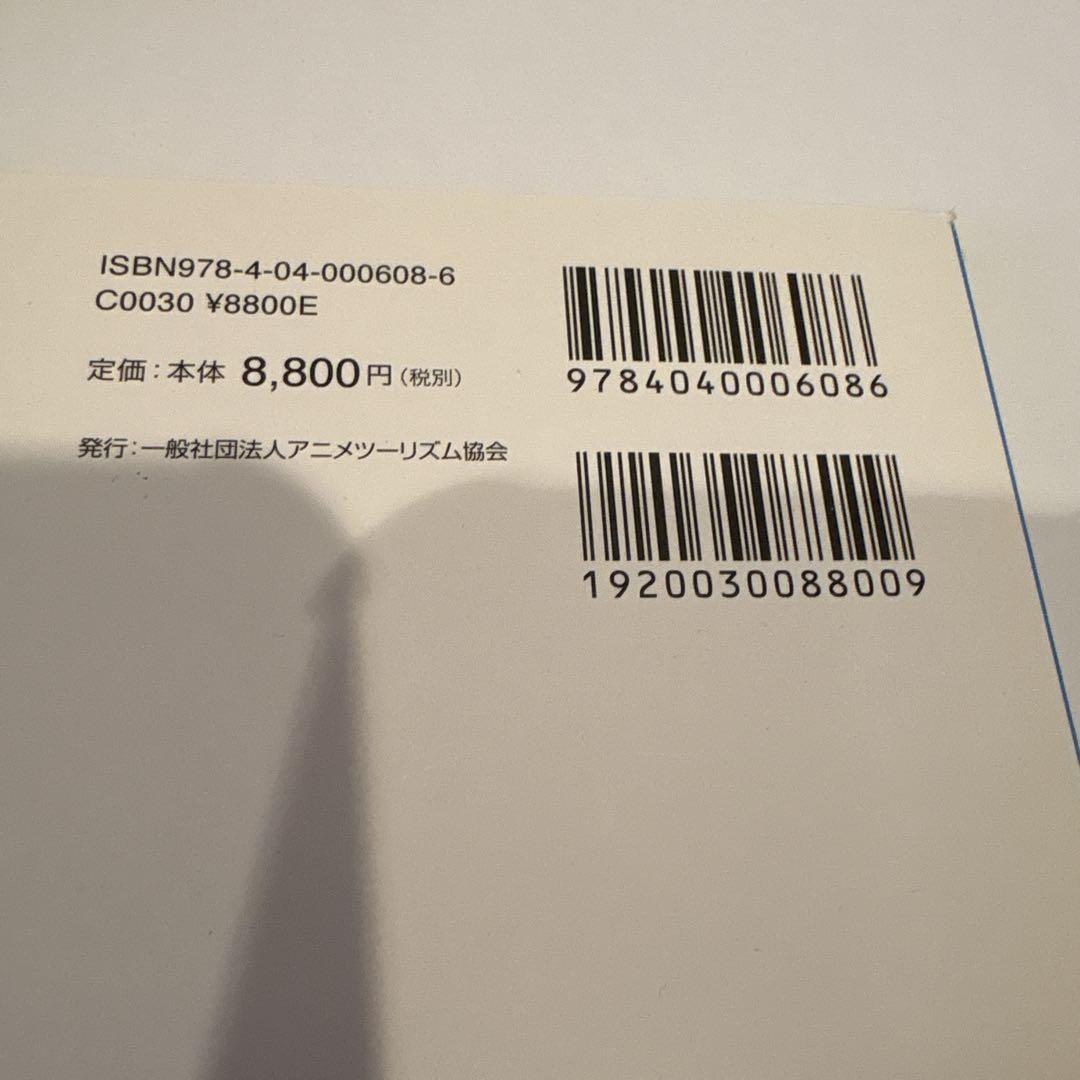 ISBN978-4-04-000608-6
C0030 ¥8800E
定価：本体 8,800円（税別）
発行：一般社団法人アニメツーリズム協会
9784040006086
1920030088009